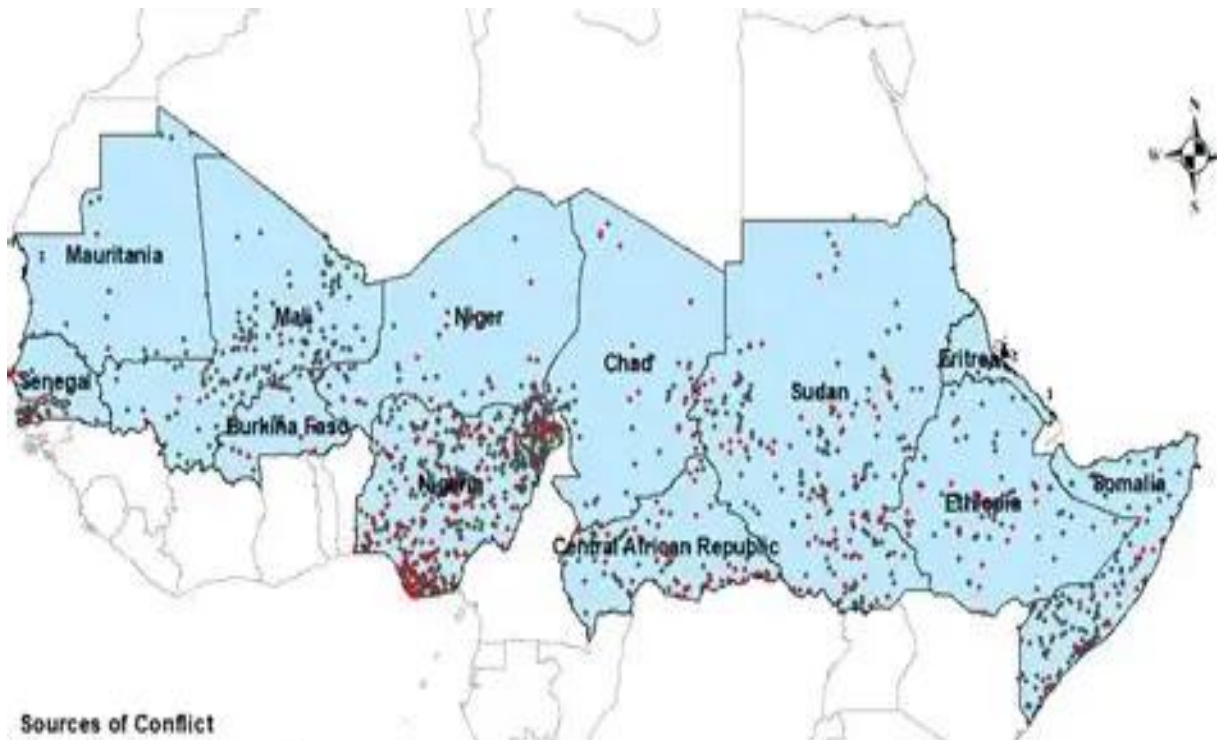 N
W
S
Mauritania
Mali
Niger
Chad
Senegal
Eritrea
Sudan
Burkina Faso
Nigeria
Ethiopia
Somalia
Central African Republic
Sources of Conflict